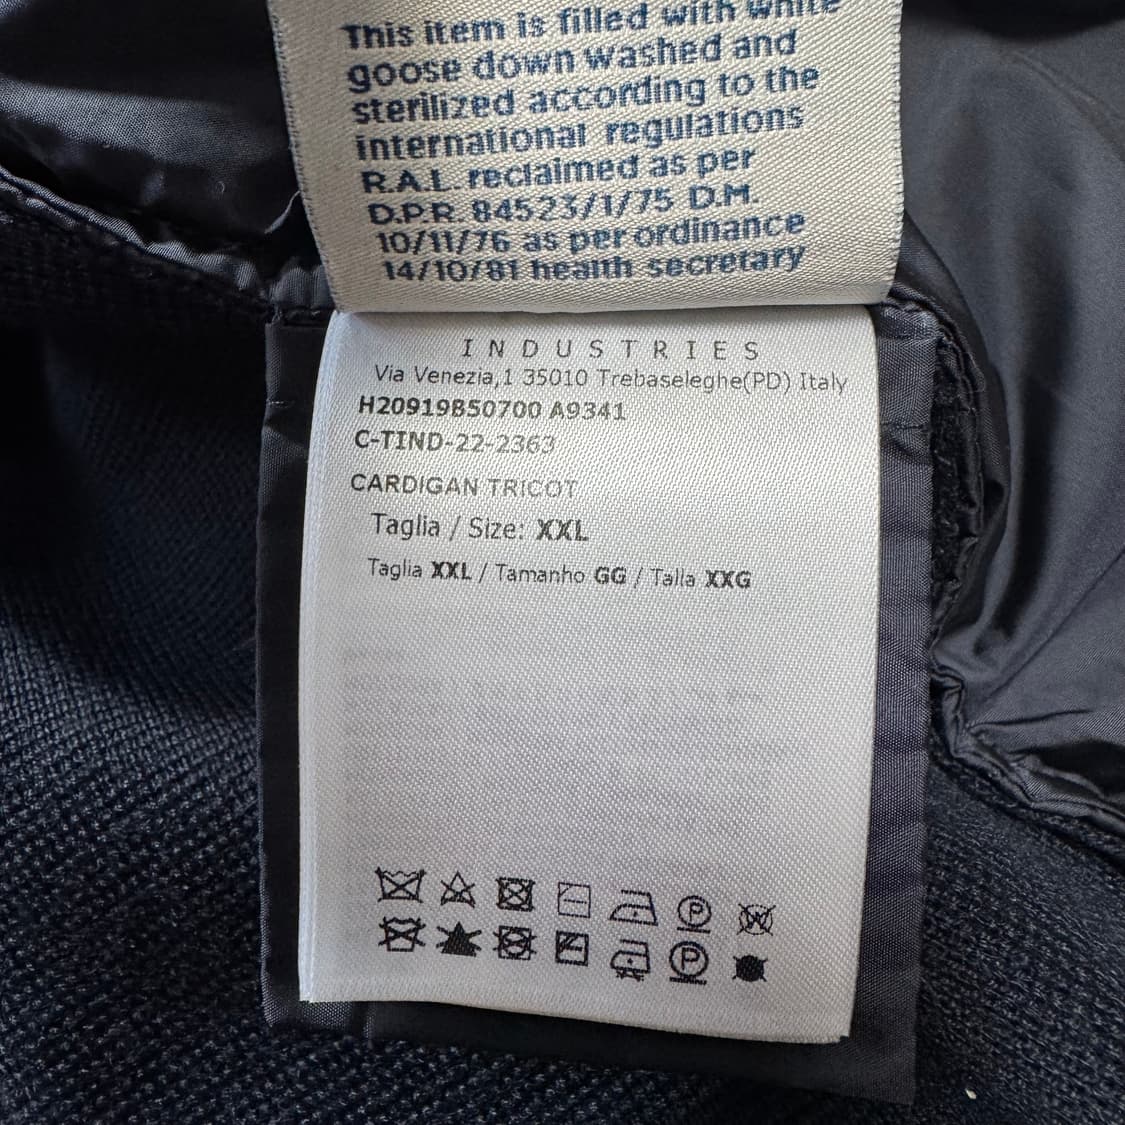 This item is filled with white
goose down washed and
sterilized according to the
international regulations
R.A.L. reclaimed as per
D.P.R. 84523/1/75 D.M.
10/11/76 as per ordinance
14/10/81 health secretary
INDUSTRIES
Via Venezia,1 35010 Trebaseleghe(PD) Italy
H20919B50700 A9341
C-TIND-22-2363
CARDIGAN TRICOT
Taglia / Size: XXL
Taglia XXL / Tamanho GG / Talla XXG
P W
P